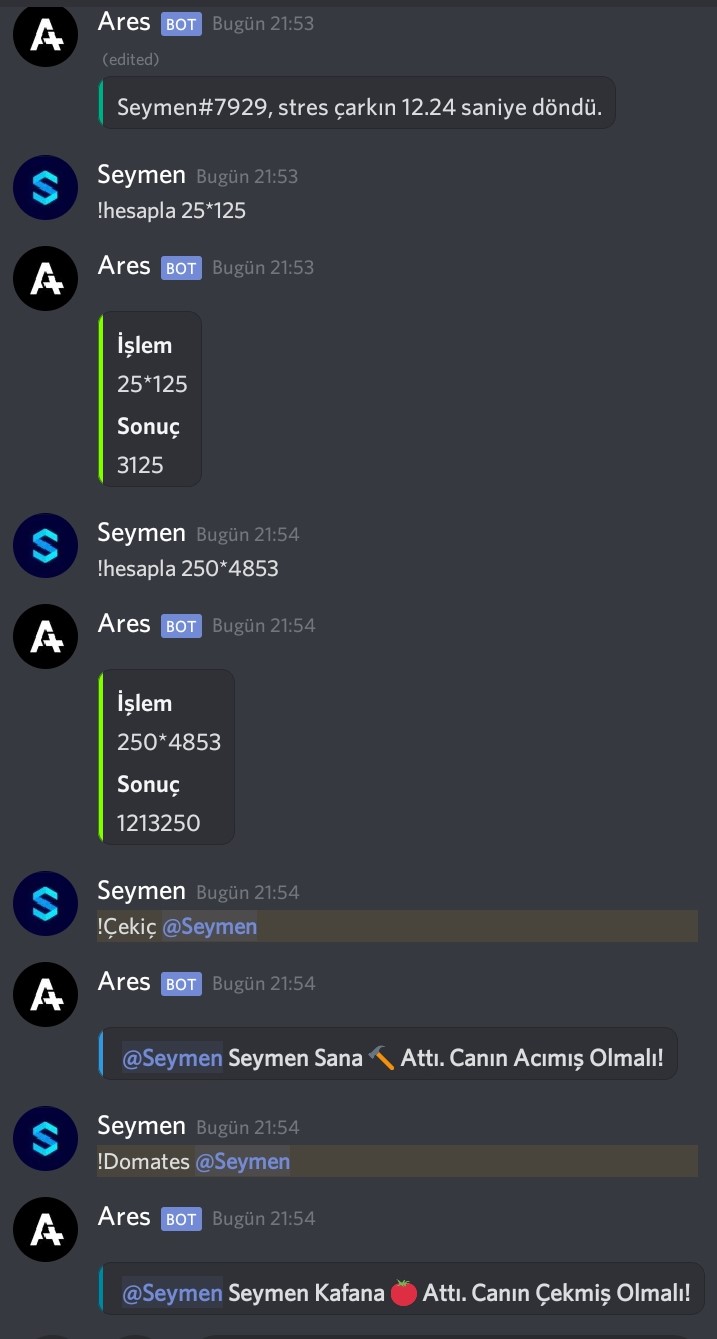 Ares BOT Bugün 21:53
(edited)
Seymen#7929, stres çarkın 12.24 saniye döndü.
Seymen Bugün 21:53
!hesapla 25*125
Ares BOT Bugün 21:53
İşlem
25*125
Sonuç
3125
Seymen Bugün 21:54
!hesapla 250*4853
Ares BOT Bugün 21:54
İşlem
250*4853
Sonuç
1213250
Seymen Bugün 21:54
!Çekiç @Seymen
Ares BOT Bugün 21:54
@Seymen Seymen Sana 🔨 Attı. Canın Acımış Olmalı!
Seymen Bugün 21:54
!Domates @Seymen
Ares BOT Bugün 21:54
@Seymen Seymen Kafana 🍅 Attı. Canın Çekmiş Olmalı!